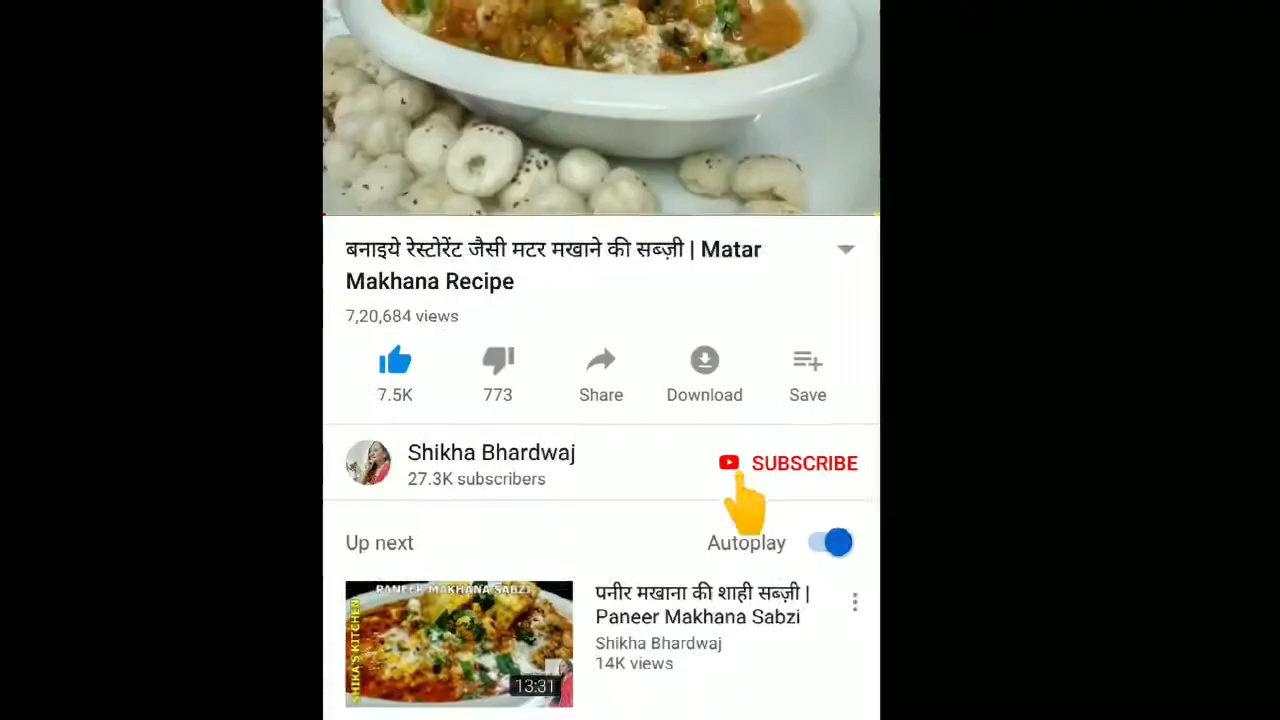 बनाइये रेस्टोरेंट जैसी मटर मखाने की सब्ज़ी | Matar
Makhana Recipe
7,20,684 views
7.5K
773
Share
Download
Save
Shikha Bhardwaj
27.3K subscribers
SUBSCRIBE
Up next
Autoplay
PANEER MAKHANA SABZI
SHIKA'S KITCHEN
13:31
पनीर मखाना की शाही सब्ज़ी |
Paneer Makhana Sabzi
Shikha Bhardwaj
14K views